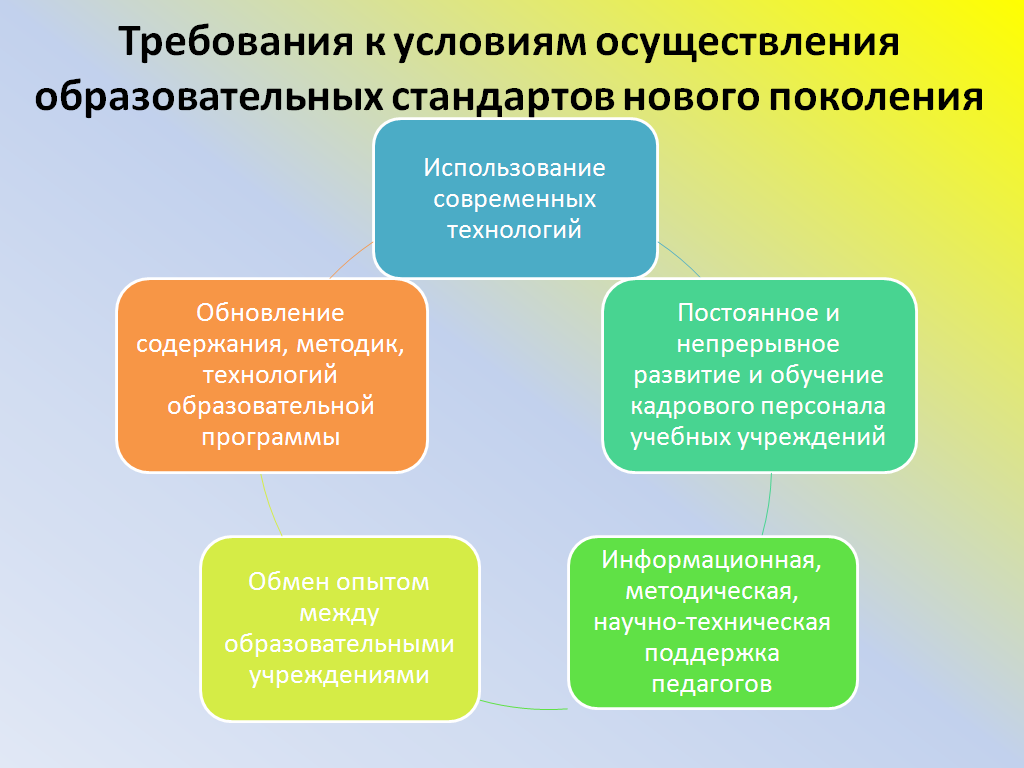 Требования к условиям осуществления
образовательных стандартов нового поколения
Использование
современных
технологий
Постоянное и
непрерывное
развитие и обучение
кадрового персонала
учебных учреждений
Информационная,
методическая,
научно-техническая
поддержка
педагогов
Обмен опытом
между
образовательными
учреждениями
Обновление
содержания, методик,
технологий
образовательной
программы